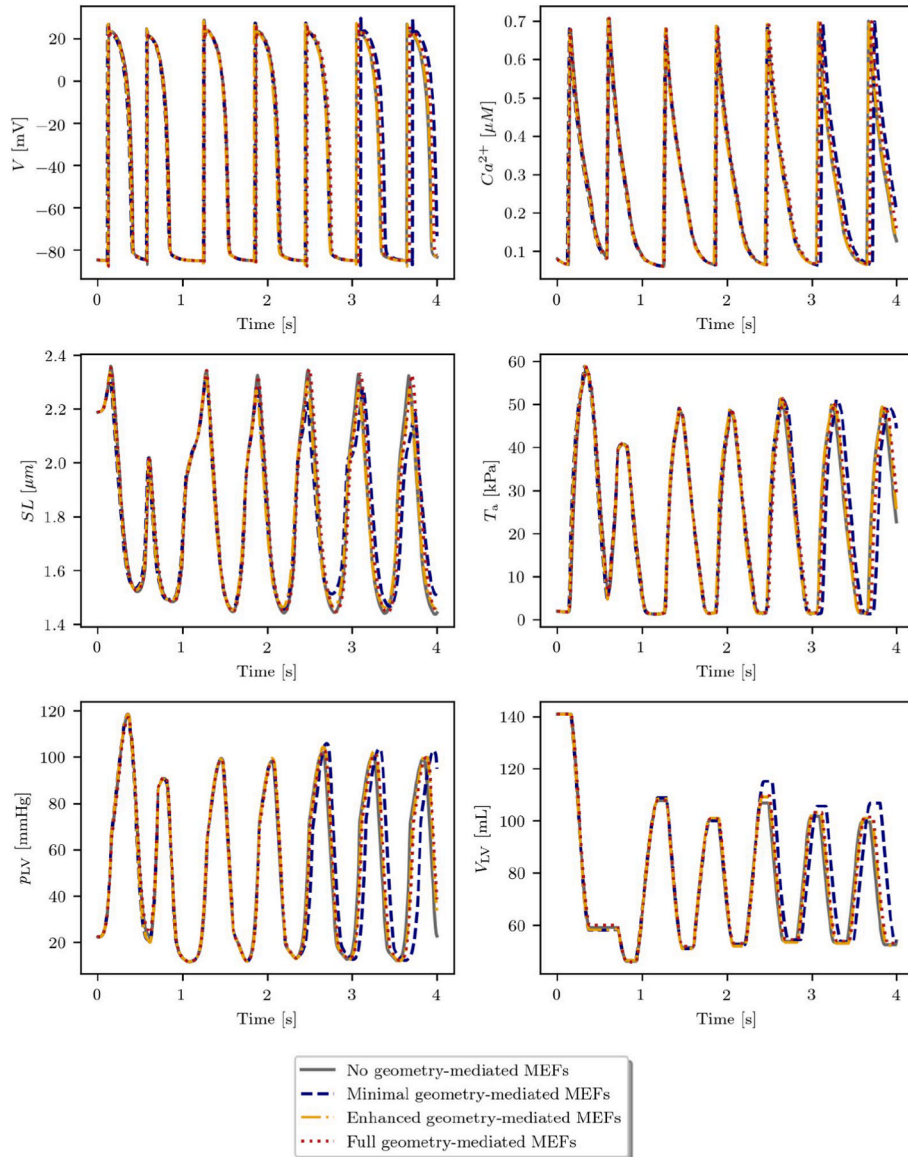 V [mV]
20
0
−20
−40
−60
−80
0 1 2 3 4
Time [s]
Ca²⁺ [μM]
0.7
0.6
0.5
0.4
0.3
0.2
0.1
0 1 2 3 4
Time [s]
SL [μm]
2.4
2.2
2.0
1.8
1.6
1.4
0 1 2 3 4
Time [s]
Tₐ [kPa]
60
50
40
30
20
10
0
0 1 2 3 4
Time [s]
p_LV [mmHg]
120
100
80
60
40
20
0 1 2 3 4
Time [s]
V_LV [mL]
140
120
100
80
60
0 1 2 3 4
Time [s]
No geometry-mediated MEFs
Minimal geometry-mediated MEFs
Enhanced geometry-mediated MEFs
Full geometry-mediated MEFs